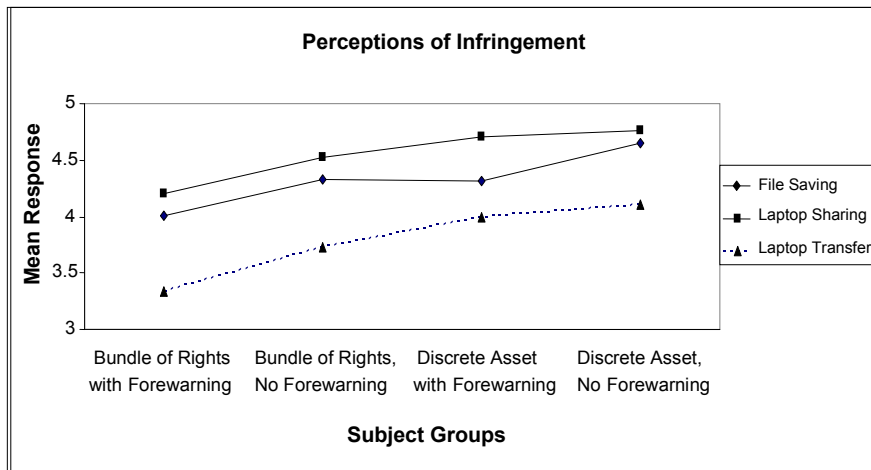 Perceptions of Infringement
5
4.5
4
3.5
3
Mean Response
Bundle of Rights
with Forewarning
Bundle of Rights,
No Forewarning
Discrete Asset
with Forewarning
Discrete Asset,
No Forewarning
Subject Groups
File Saving
Laptop Sharing
Laptop Transfer